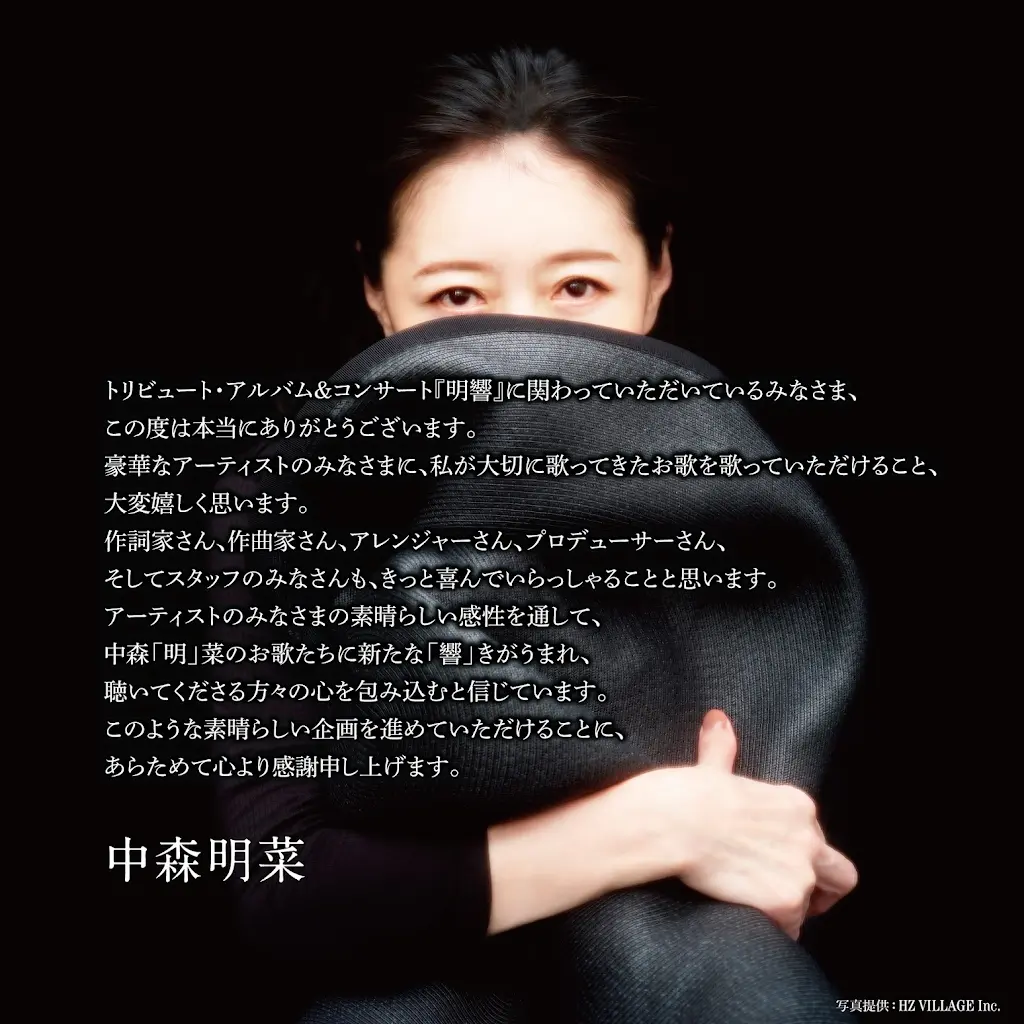 トリビュート・アルバム&コンサート『明響』に関わっていただいているみなさま、
この度は本当にありがとうございます。
豪華なアーティストのみなさまに、私が大切に歌ってきたお歌を歌っていただけること、
大変嬉しく思います。
作詞家さん、作曲家さん、アレンジャーさん、プロデューサーさん、
そしてスタッフのみなさんも、きっと喜んでいらっしゃることと思います。
アーティストのみなさまの素晴らしい感性を通して、
中森「明」菜のお歌たちに新たな「響」きがうまれ、
聴いてくださる方々の心を包み込むと信じています。
このような素晴らしい企画を進めていただけることに、
あらためて心より感謝申し上げます。
中森明菜
写真提供：HZ VILLAGE Inc.